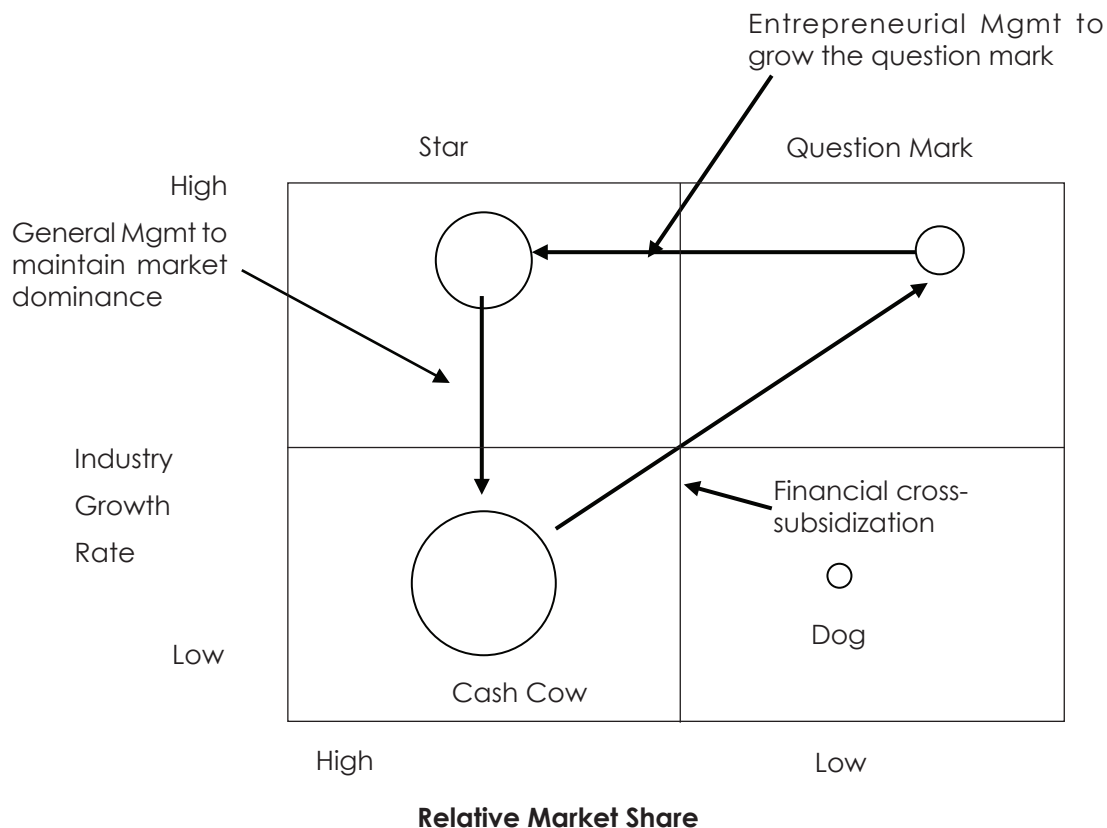 Entrepreneurial Mgmt to
grow the question mark
Star
Question Mark
High
General Mgmt to
maintain market
dominance
Industry
Growth
Rate
Financial cross-
subsidization
Dog
Low
Cash Cow
High
Low
Relative Market Share